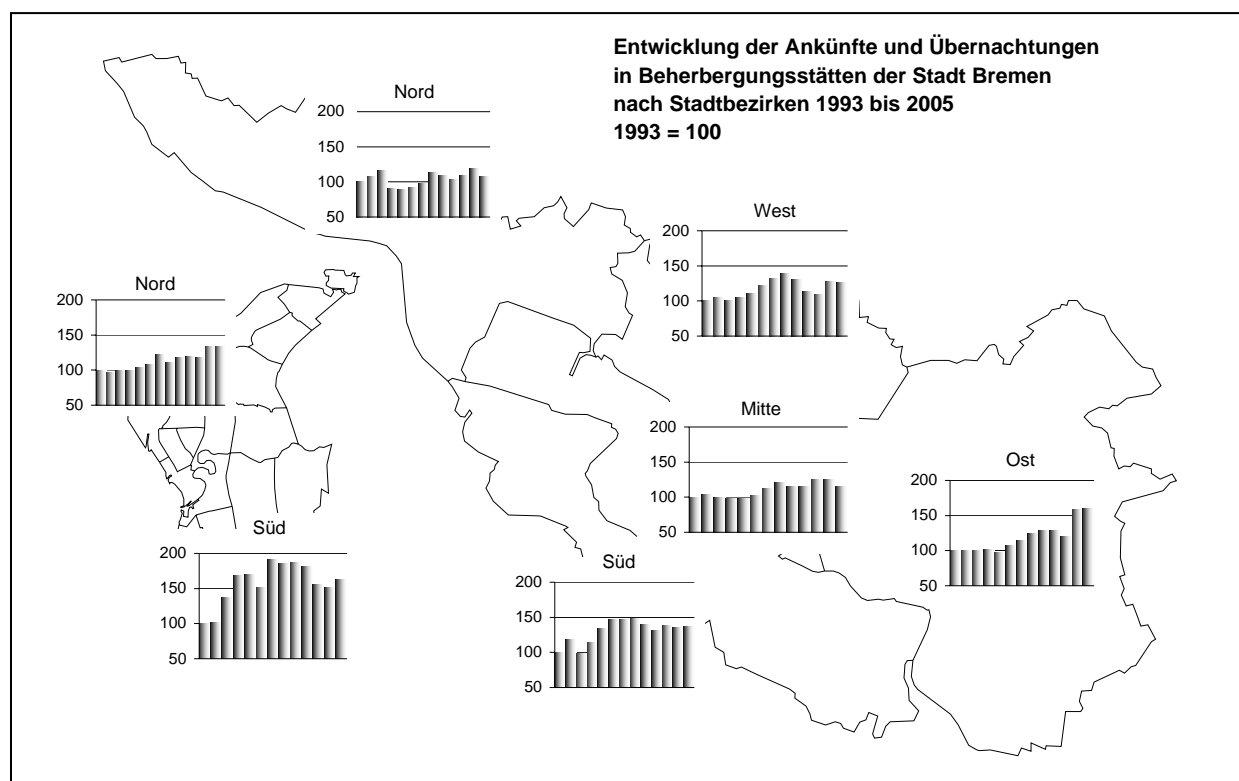 Entwicklung der Ankünfte und Übernachtungen
in Beherbergungsstätten der Stadt Bremen
nach Stadtbezirken 1993 bis 2005
1993 = 100
Nord
200
150
100
50
West
200
150
100
50
Nord
200
150
100
50
Mitte
200
150
100
50
Ost
200
150
100
50
Süd
200
150
100
50
Süd
200
150
100
50